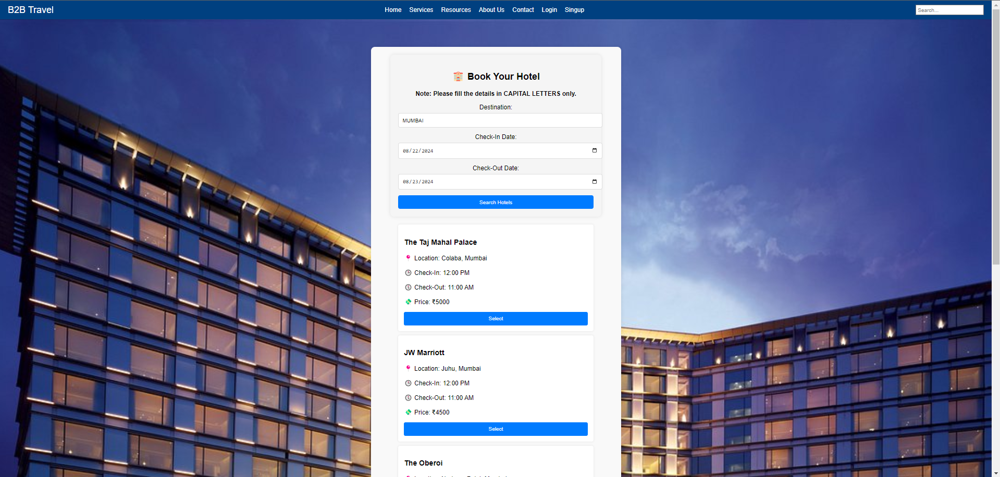 B2B Travel
Home Services Resources About Us Contact Login Singup
Search...
Book Your Hotel
Note: Please fill the details in CAPITAL LETTERS only.
Destination:
MUMBAI
Check-In Date:
08/22/2024
Check-Out Date:
08/23/2024
Search Hotels
The Taj Mahal Palace
Location: Colaba, Mumbai
Check-In: 12:00 PM
Check-Out: 11:00 AM
Price: ₹5000
Select
JW Marriott
Location: Juhu, Mumbai
Check-In: 12:00 PM
Check-Out: 11:00 AM
Price: ₹4500
Select
The Oberoi